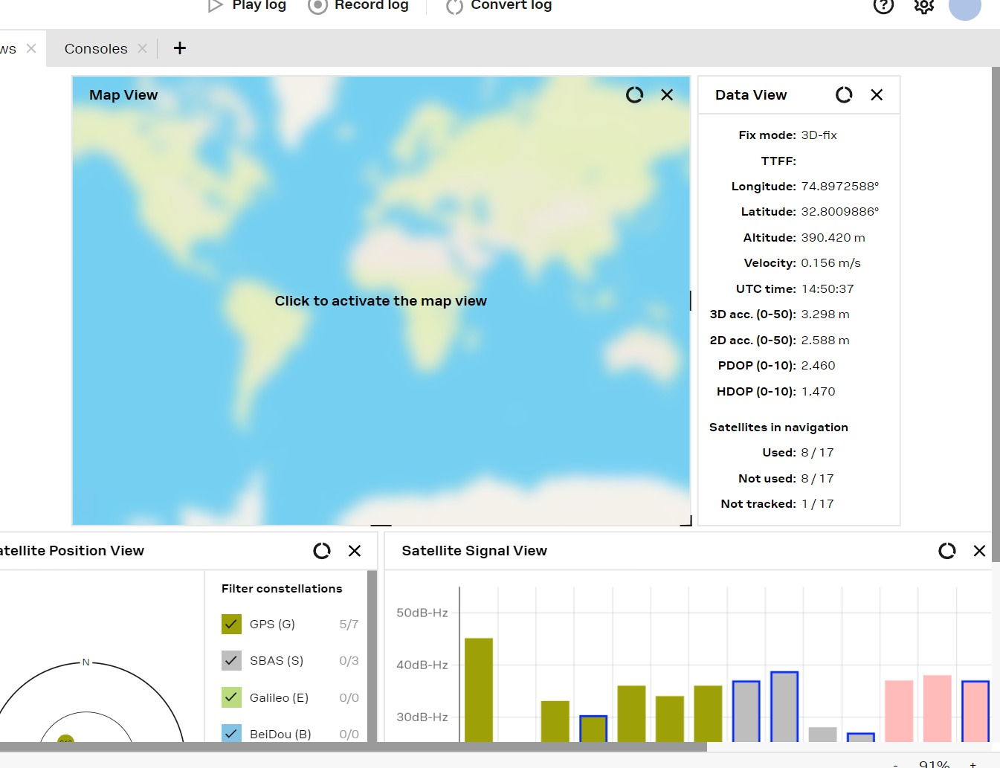 Play log
Record log
Convert log
ws
Consoles
Map View
Click to activate the map view
Data View
Fix mode: 3D-fix
TTFF:
Longitude: 74.8972588°
Latitude: 32.8009886°
Altitude: 390.420 m
Velocity: 0.156 m/s
UTC time: 14:50:37
3D acc. (0-50): 3.298 m
2D acc. (0-50): 2.588 m
PDOP (0-10): 2.460
HDOP (0-10): 1.470
Satellites in navigation
Used: 8 / 17
Not used: 8 / 17
Not tracked: 1 / 17
atellite Position View
N
Filter constellations
GPS (G) 5/7
SBAS (S) 0/3
Galileo (E) 0/0
BeiDou (B) 0/0
Satellite Signal View
50dB-Hz
40dB-Hz
30dB-Hz
- 91% +